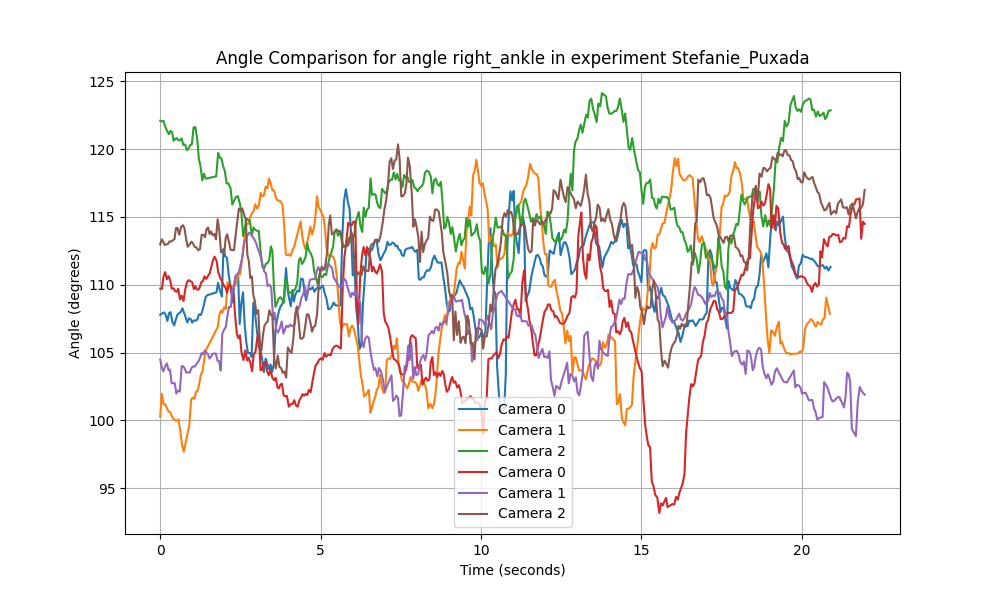 Angle Comparison for angle right_ankle in experiment Stefanie_Puxada
125
120
115
110
105
100
95
Angle (degrees)
Camera 0
Camera 1
Camera 2
Camera 0
Camera 1
Camera 2
0
5
10
15
20
Time (seconds)